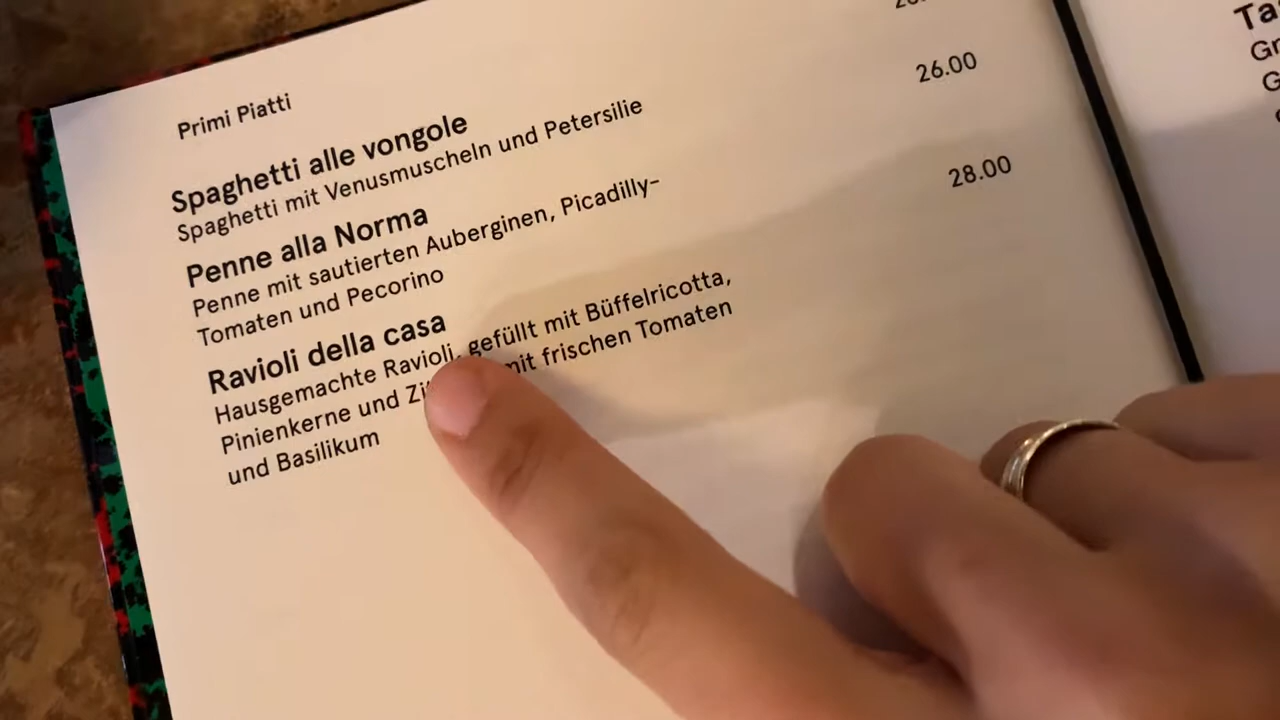 Primi Piatti
Spaghetti alle vongole
Spaghetti mit Venusmuscheln und Petersilie
26.00
Penne alla Norma
Penne mit sautierten Auberginen, Picadilly-
Tomaten und Pecorino
28.00
Ravioli della casa
Hausgemachte Ravioli, gefüllt mit Büffelricotta,
Pinienkerne und mit frischen Tomaten
und Basilikum